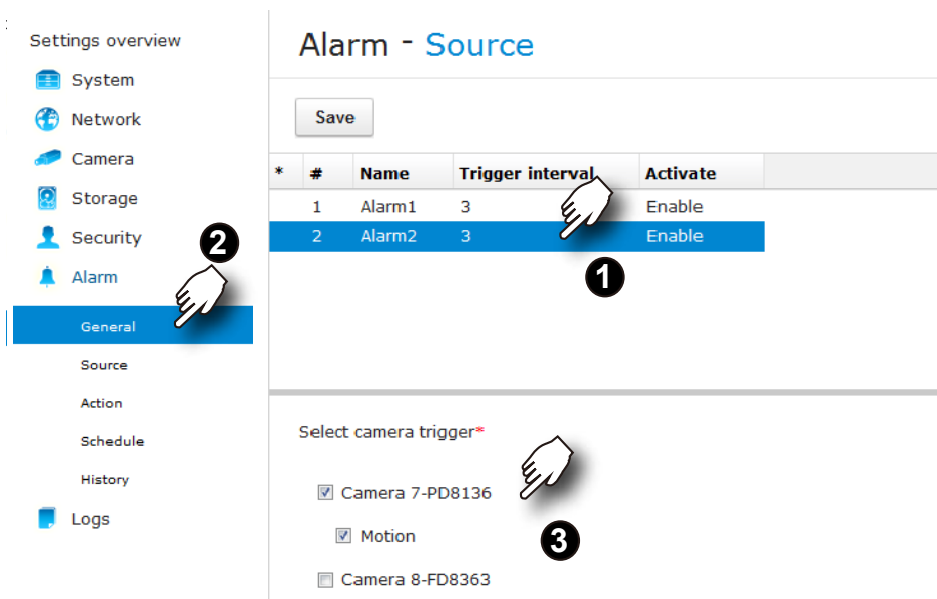 Settings overview
System
Network
Camera
Storage
Security
2
Alarm
General
Source
Action
Schedule
History
Logs
Alarm - Source
Save
* # Name Trigger interval Activate
1 Alarm1 3 Enable
2 Alarm2 3 Enable
1
Select camera trigger*
Camera 7-PD8136
Motion
3
Camera 8-FD8363